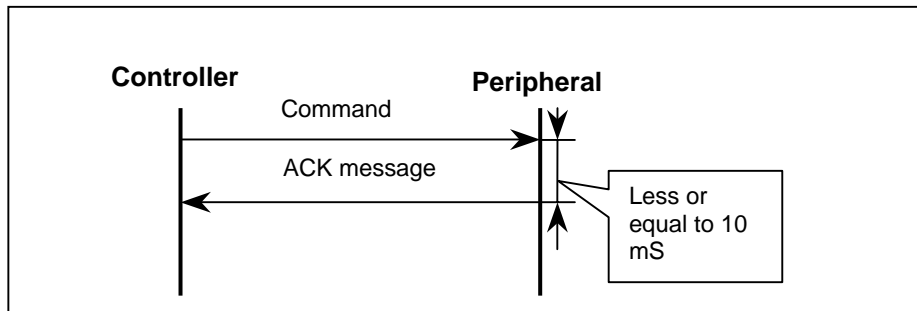 Controller
Peripheral
Command
ACK message
Less or
equal to 10
mS